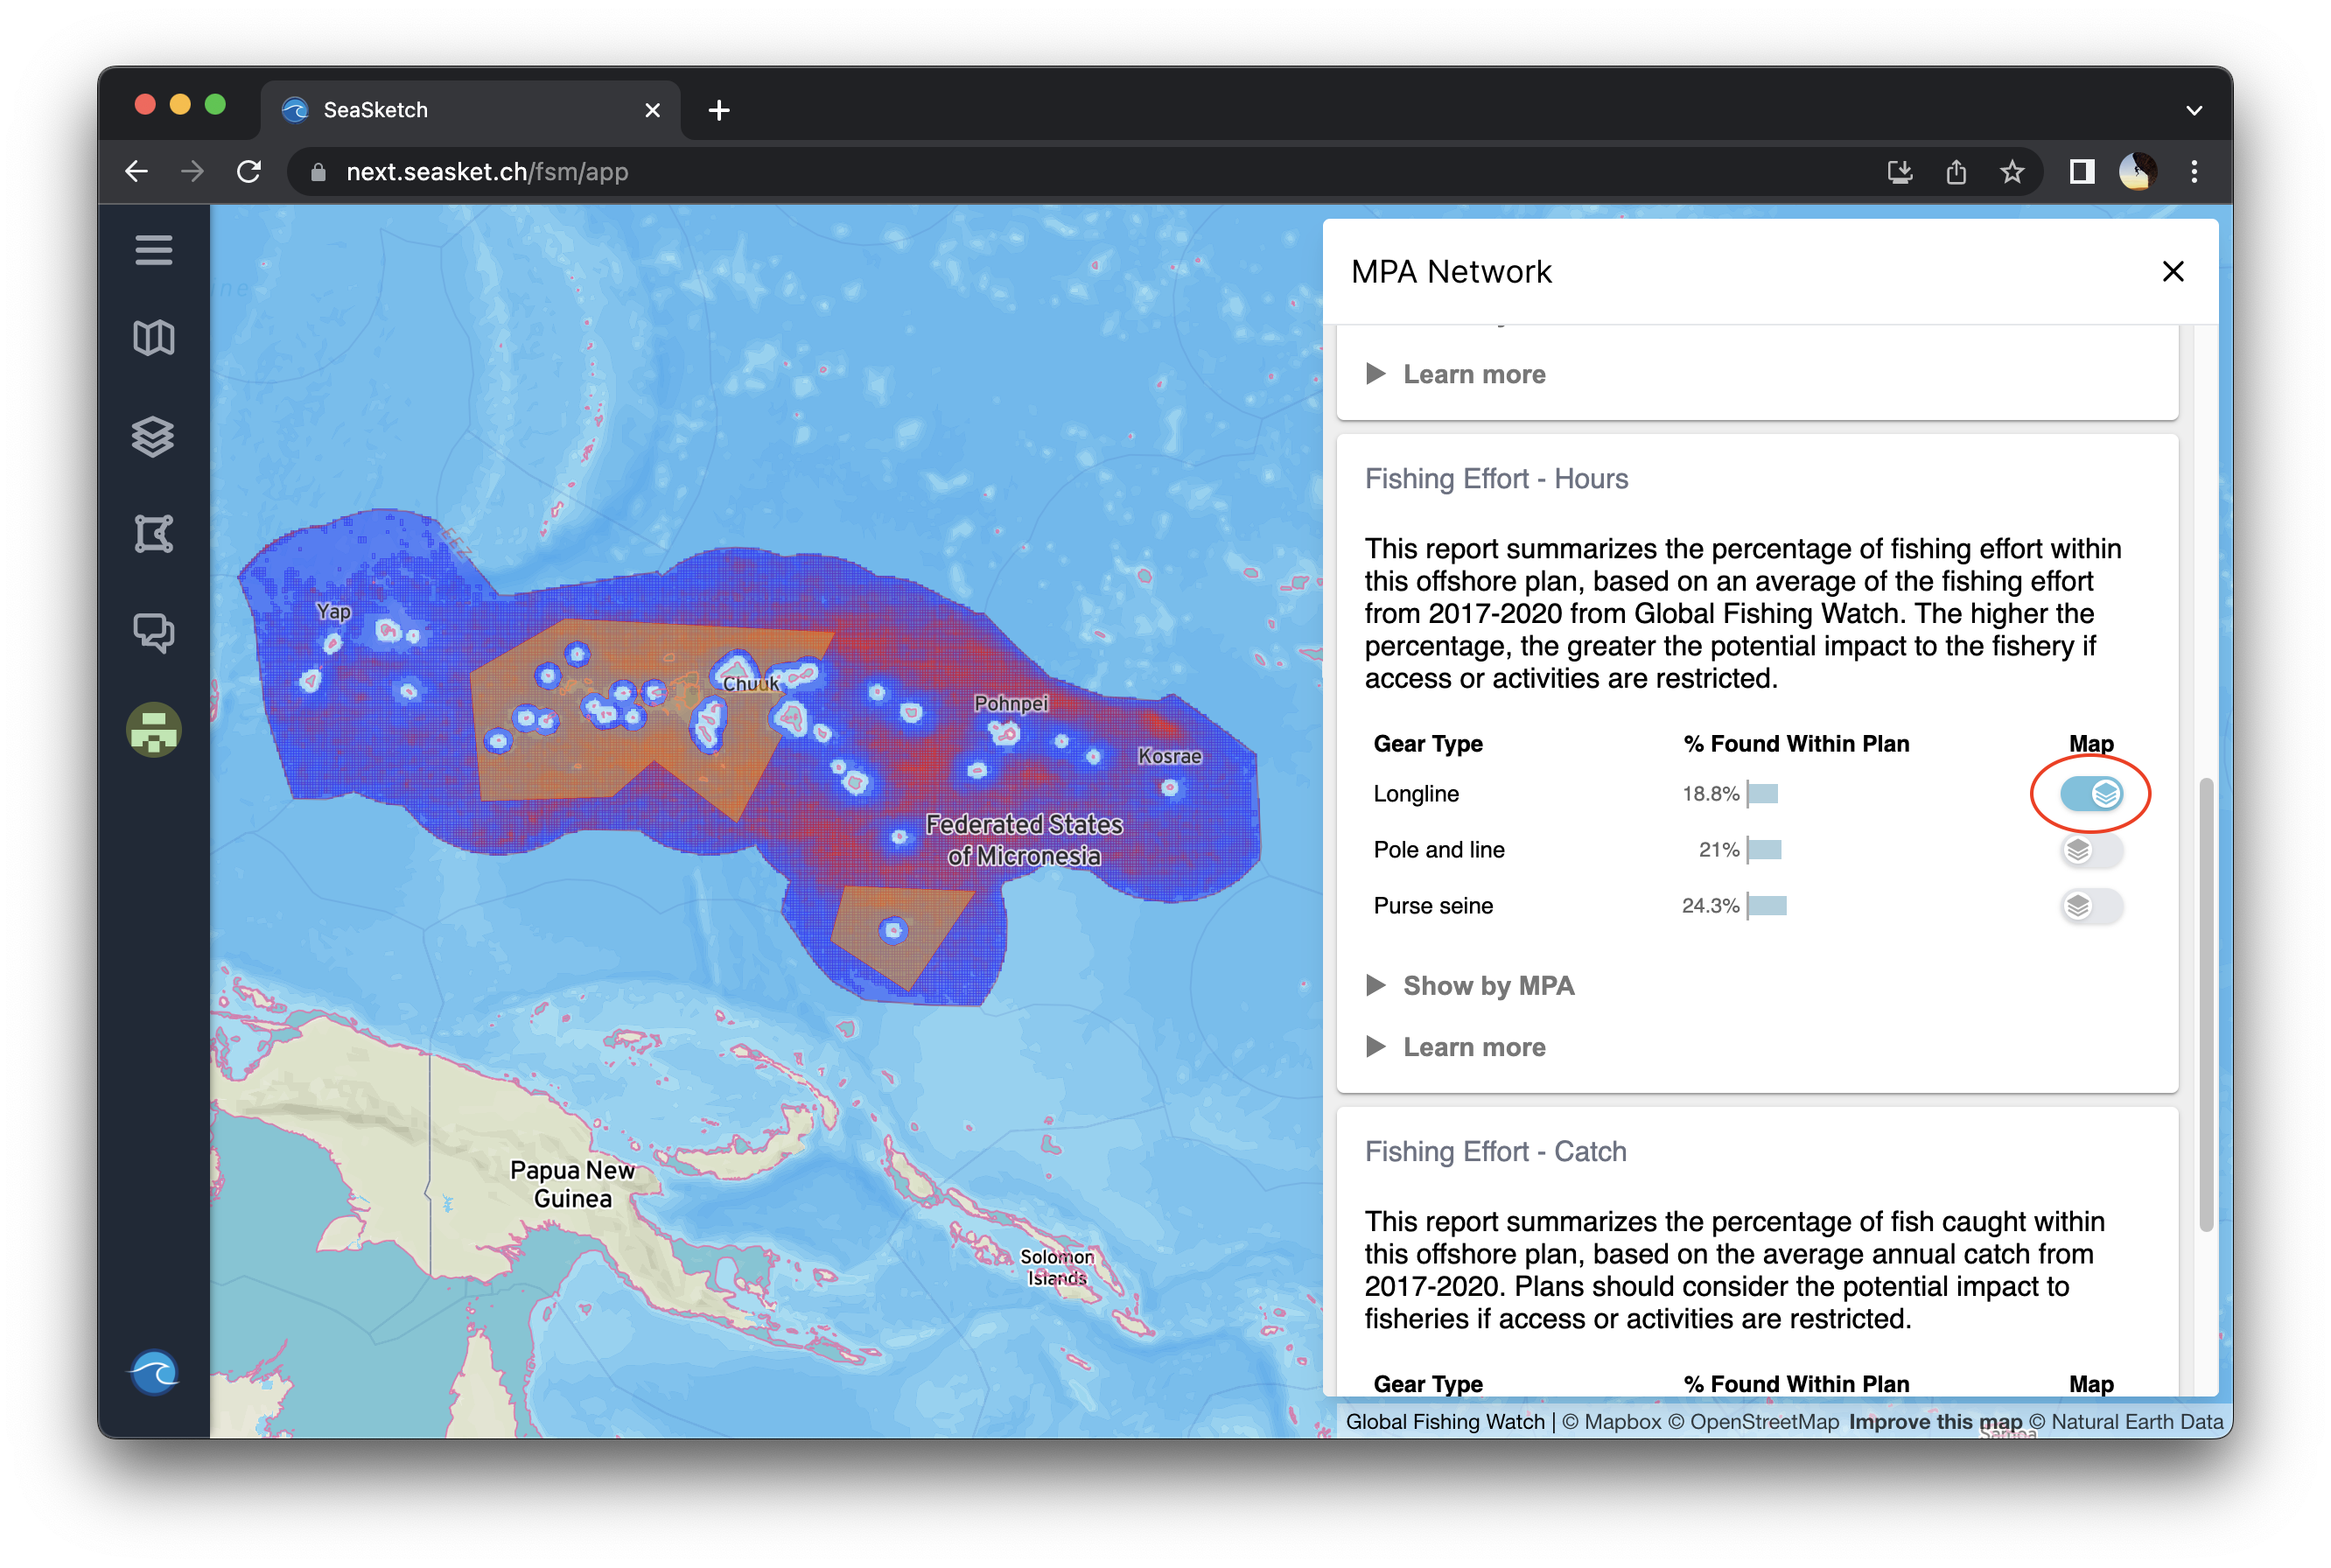 SeaSketch
next.seasket.ch/fsm/app
MPA Network
Learn more
Fishing Effort - Hours
This report summarizes the percentage of fishing effort within
this offshore plan, based on an average of the fishing effort
from 2017-2020 from Global Fishing Watch. The higher the
percentage, the greater the potential impact to the fishery if
access or activities are restricted.
Gear Type % Found Within Plan Map
Longline 18.8%
Pole and line 21%
Purse seine 24.3%
Show by MPA
Learn more
Fishing Effort - Catch
This report summarizes the percentage of fish caught within
this offshore plan, based on the average annual catch from
2017-2020. Plans should consider the potential impact to
fisheries if access or activities are restricted.
Gear Type % Found Within Plan Map
EEZ
Yap
Chuuk
Pohnpei
Kosrae
Federated States
of Micronesia
Papua New
Guinea
Solomon
Islands
Samoa
Global Fishing Watch | © Mapbox © OpenStreetMap Improve this map © Natural Earth Data